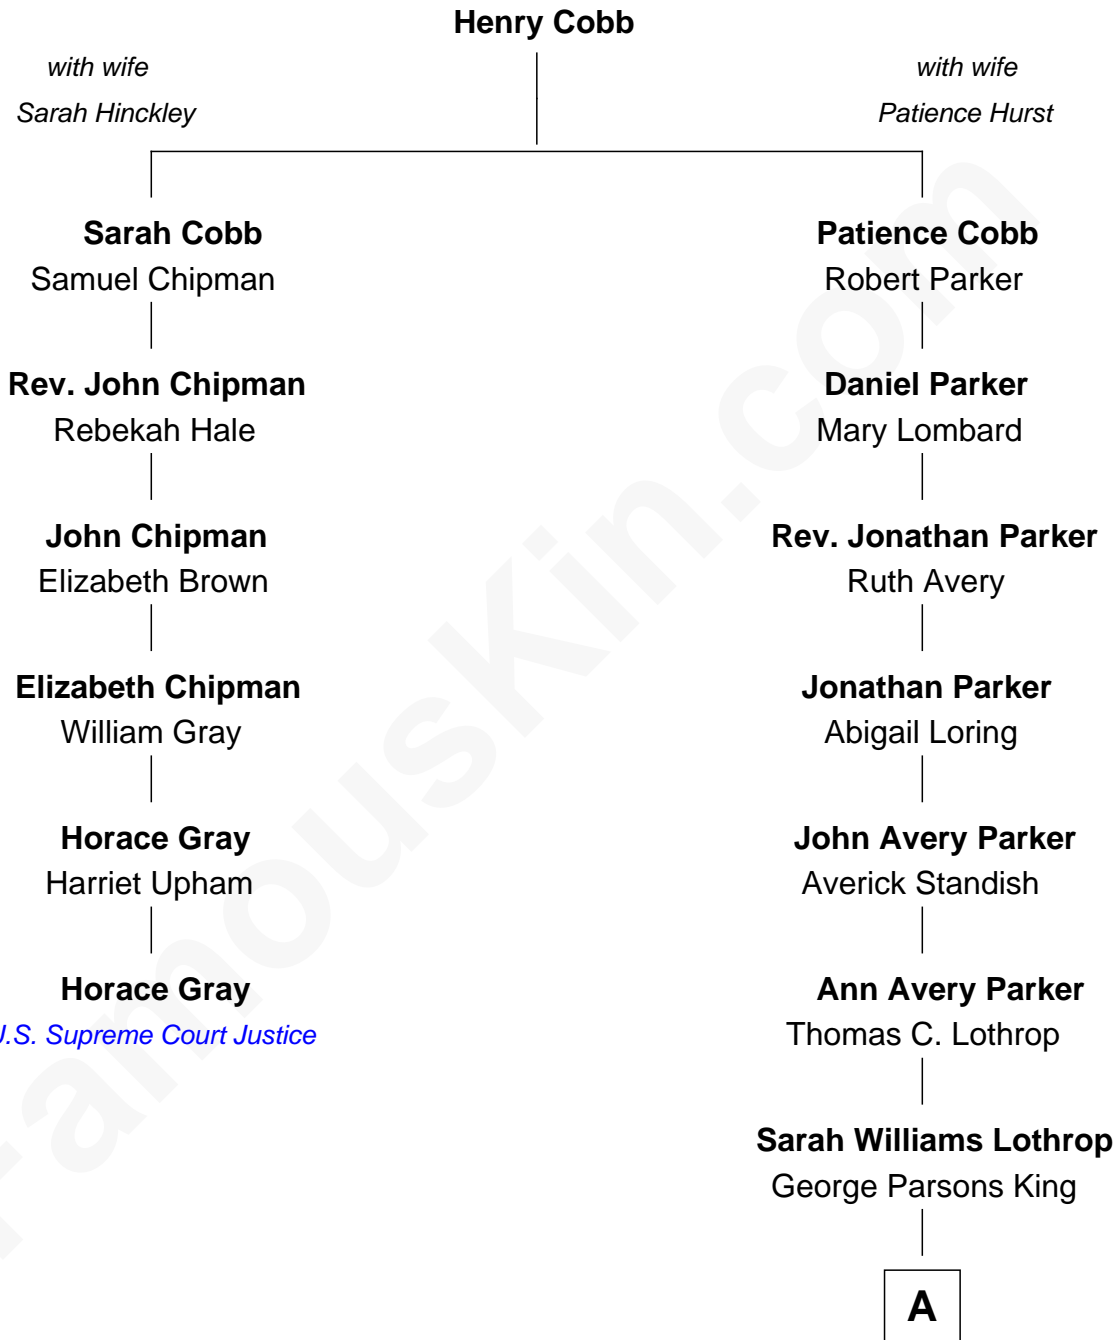 Henry Cobb
with wife
Sarah Hinckley
with wife
Patience Hurst
Sarah Cobb
Samuel Chipman
Patience Cobb
Robert Parker
Rev. John Chipman
Rebekah Hale
Daniel Parker
Mary Lombard
John Chipman
Elizabeth Brown
Rev. Jonathan Parker
Ruth Avery
Elizabeth Chipman
William Gray
Jonathan Parker
Abigail Loring
Horace Gray
Harriet Upham
John Avery Parker
Averick Standish
Horace Gray
U.S. Supreme Court Justice
Ann Avery Parker
Thomas C. Lothrop
Sarah Williams Lothrop
George Parsons King
A
FamousKin.com